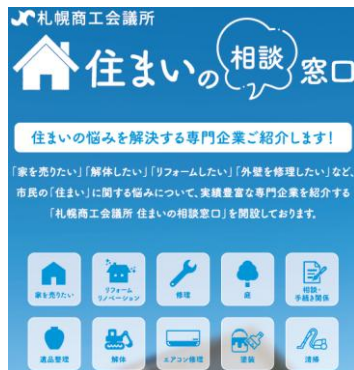 札幌商工会議所
住まいの相談窓口
住まいの悩みを解決する専門企業ご紹介します!
「家を売りたい」「解体したい」「リフォームしたい」「外壁を修理したい」など、
市民の「住まい」に関する悩みについて、実績豊富な専門企業を紹介する
「札幌商工会議所 住まいの相談窓口」を開設しております。
家を売りたい
リフォーム
リノベーション
修理
庭
相談・
手続き関係
遺品整理
解体
エアコン修理
塗装
清掃